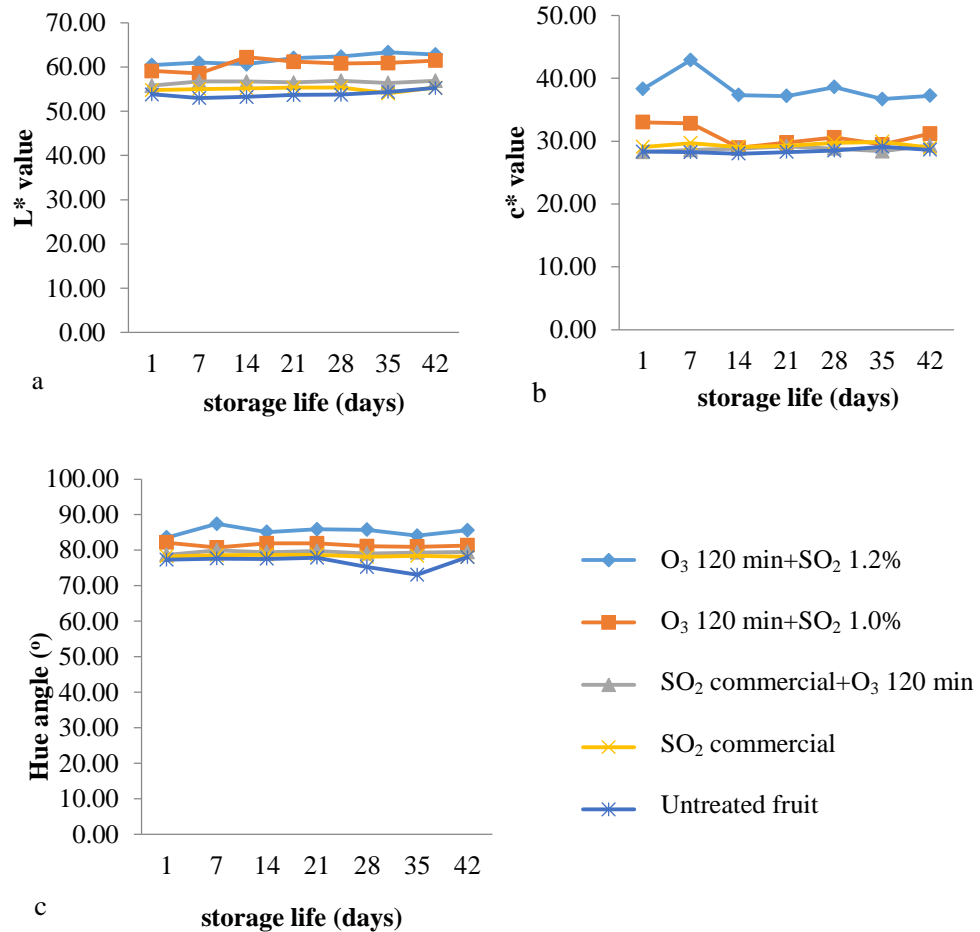 70.00
60.00
50.00
40.00
30.00
20.00
10.00
0.00
L* value
1 7 14 21 28 35 42
storage life (days)
a
50.00
40.00
30.00
20.00
10.00
0.00
c* value
1 7 14 21 28 35 42
storage life (days)
b
100.00
90.00
80.00
70.00
60.00
50.00
40.00
30.00
20.00
10.00
0.00
Hue angle (º)
1 7 14 21 28 35 42
storage life (days)
c
O₃ 120 min+SO₂ 1.2%
O₃ 120 min+SO₂ 1.0%
SO₂ commercial+O₃ 120 min
SO₂ commercial
Untreated fruit